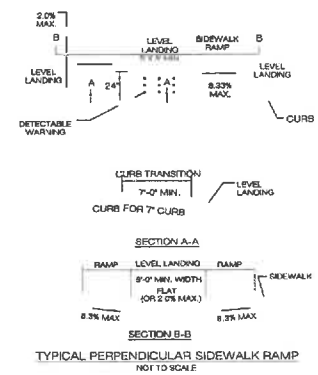 2.0%
MAX.
B
LEVEL
LANDING
SIDEWALK
RAMP
B
LEVEL
LANDING
A
24"
A
8.33%
MAX.
LEVEL
LANDING
DETECTABLE
WARNING
CURB
CURB TRANSITION
7'-0" MIN.
LEVEL
LANDING
CURB FOR 7" CURB
SECTION A-A
RAMP
LEVEL LANDING
RAMP
5'-0" MIN. WIDTH
FLAT
(OR 2.0% MAX.)
SIDEWALK
8.3% MAX
8.3% MAX
SECTION B-B
TYPICAL PERPENDICULAR SIDEWALK RAMP
NOT TO SCALE